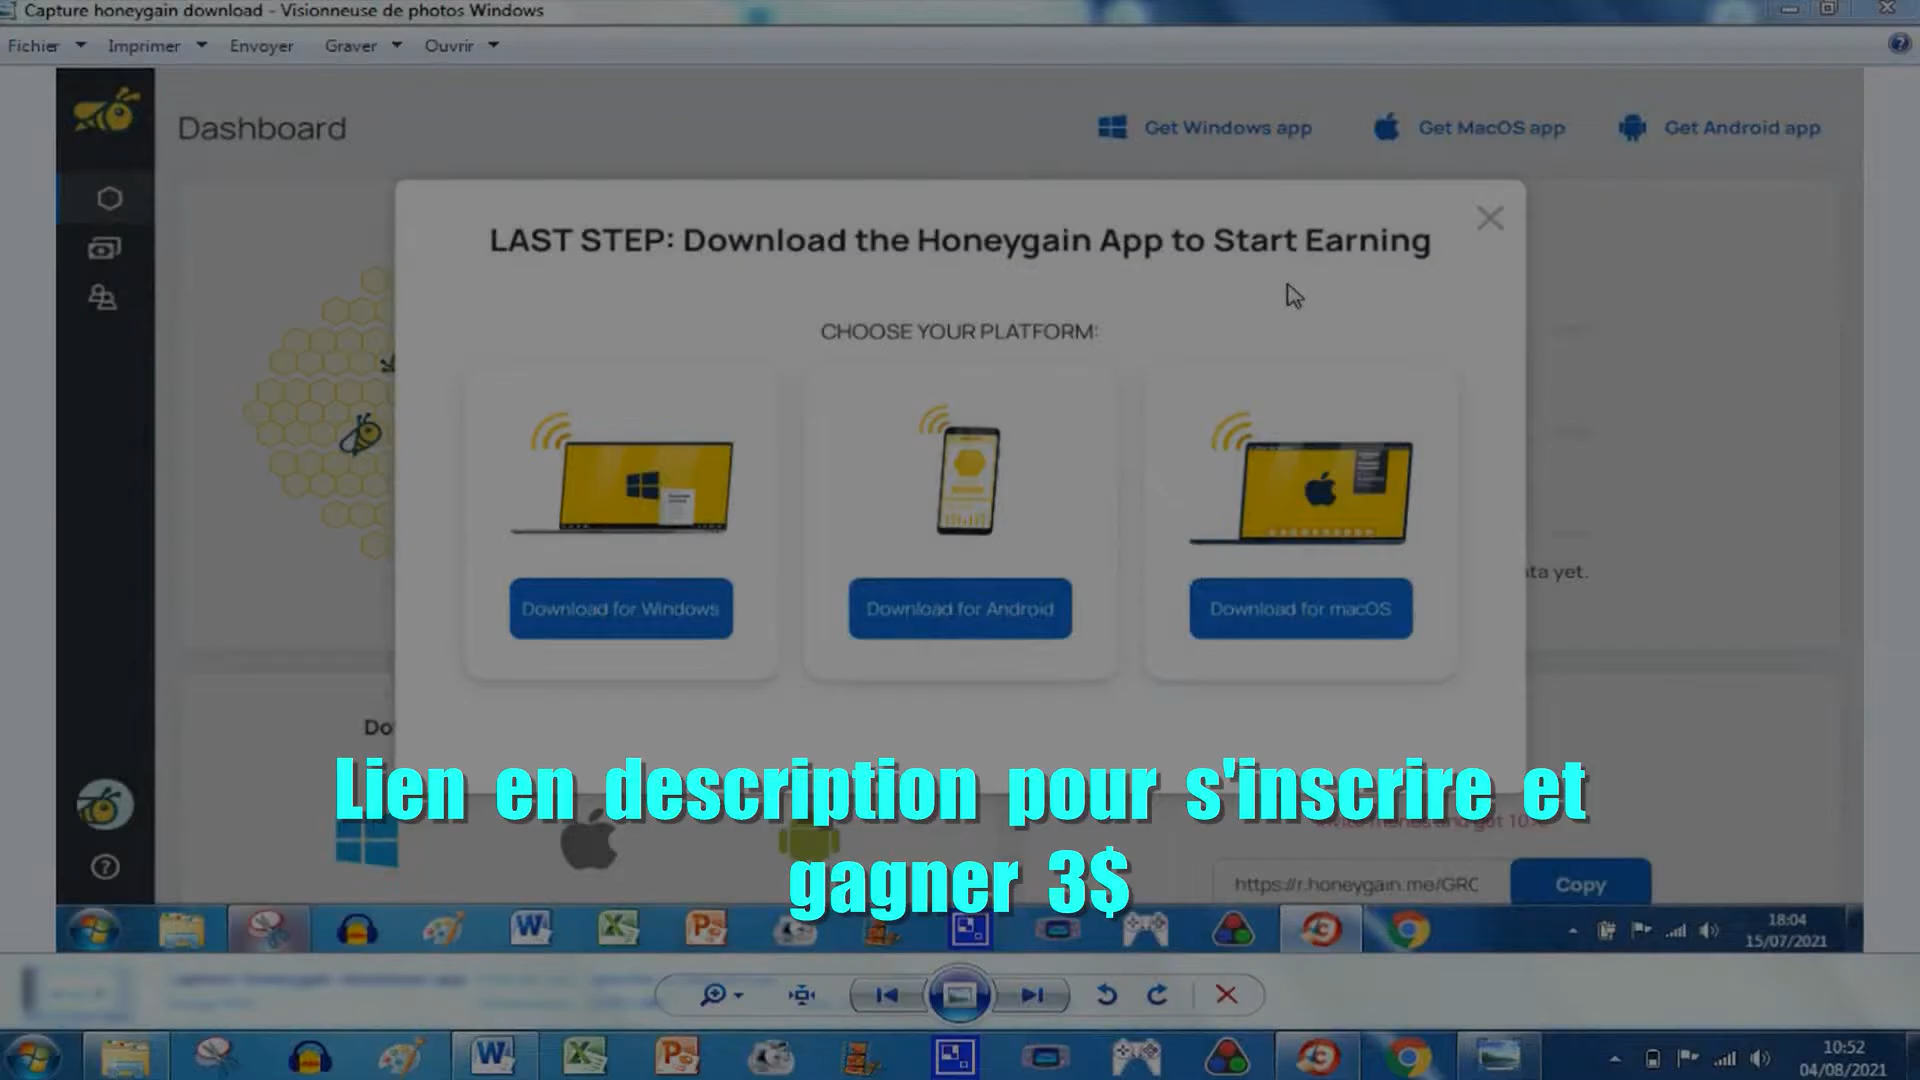 Capture honeygain download - Visionneuse de photos Windows
Fichier Imprimer Envoyer Graver Ouvrir
Dashboard
Get Windows app
Get MacOS app
Get Android app
LAST STEP: Download the Honeygain App to Start Earning
CHOOSE YOUR PLATFORM:
Download for Windows
Download for Android
Download for macOS
ta yet.
Do
Lien en description pour s'inscrire et
gagner 3$
https://r.honeygain.me/GRC
Copy
18:04
15/07/2021
10:52
04/08/2021